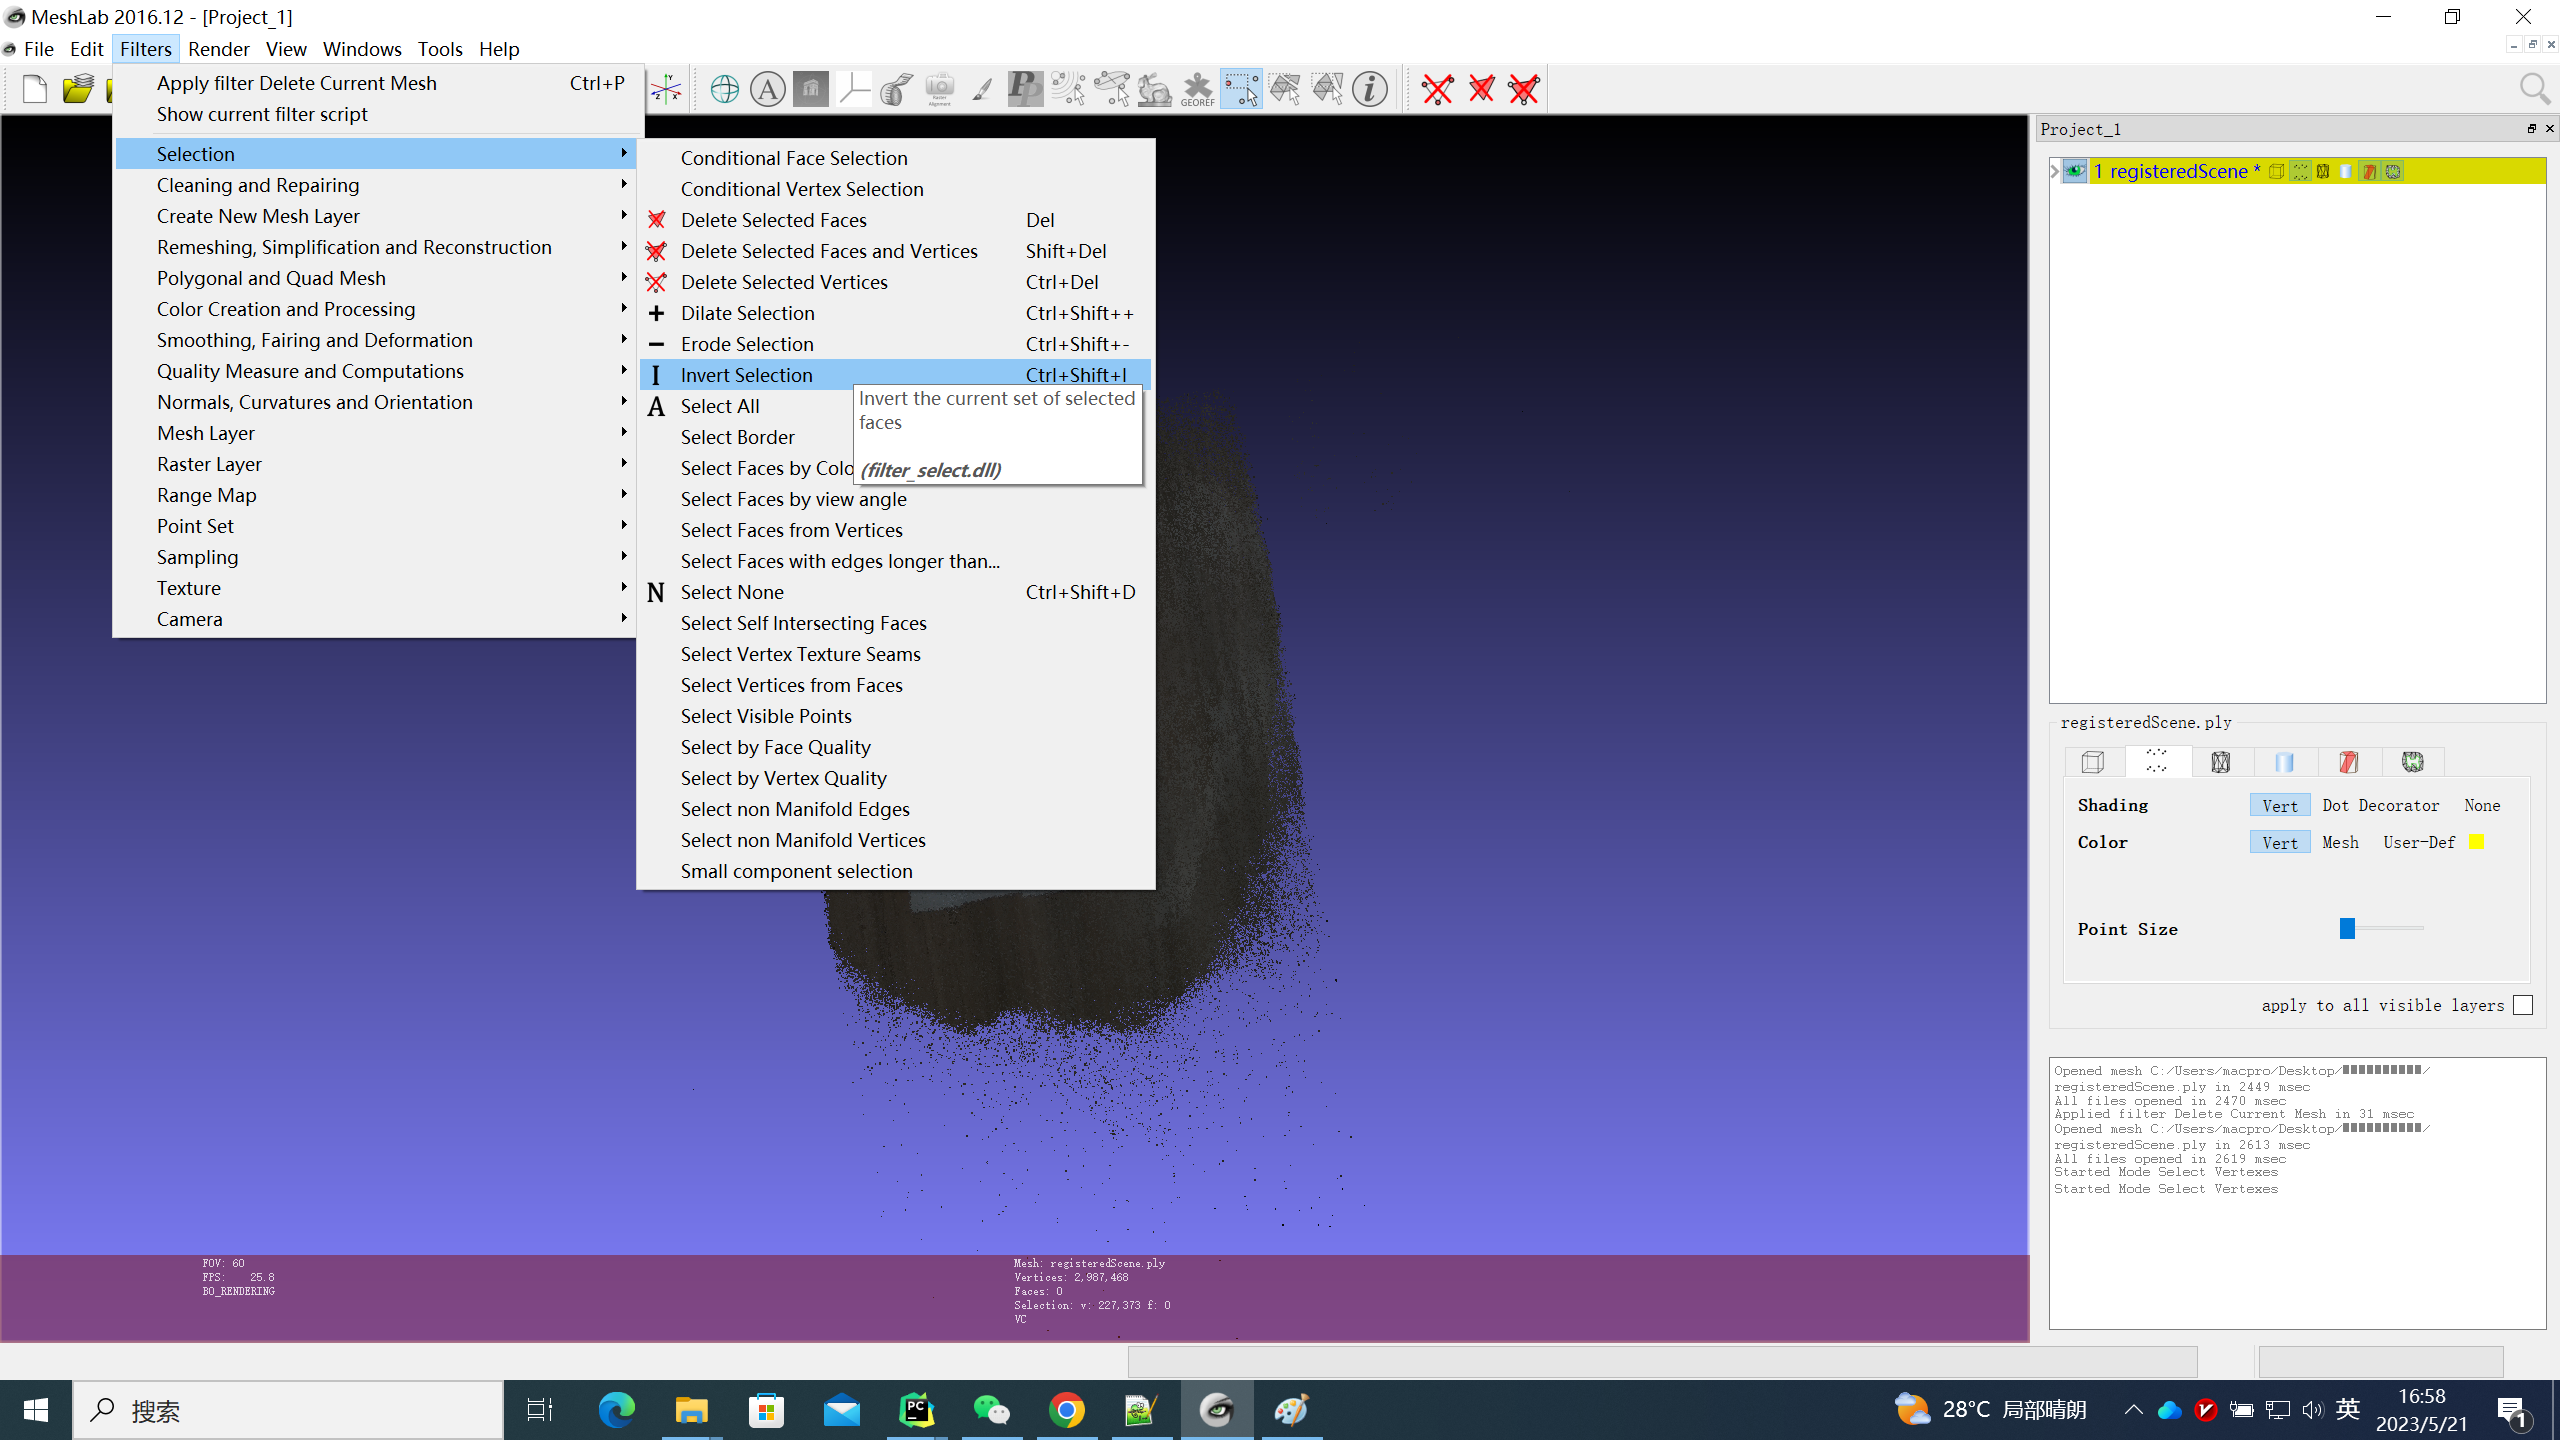 MeshLab 2016.12 - [Project_1]
File Edit Filters Render View Windows Tools Help
Apply filter Delete Current Mesh Ctrl+P
Show current filter script
Selection
Cleaning and Repairing
Create New Mesh Layer
Remeshing, Simplification and Reconstruction
Polygonal and Quad Mesh
Color Creation and Processing
Smoothing, Fairing and Deformation
Quality Measure and Computations
Normals, Curvatures and Orientation
Mesh Layer
Raster Layer
Range Map
Point Set
Sampling
Texture
Camera
Conditional Face Selection
Conditional Vertex Selection
Delete Selected Faces Del
Delete Selected Faces and Vertices Shift+Del
Delete Selected Vertices Ctrl+Del
Dilate Selection Ctrl+Shift++
Erode Selection Ctrl+Shift+-
I Invert Selection Ctrl+Shift+I
A Select All
Select Border
Select Faces by Colo
Select Faces by view angle
Select Faces from Vertices
Select Faces with edges longer than...
N Select None Ctrl+Shift+D
Select Self Intersecting Faces
Select Vertex Texture Seams
Select Vertices from Faces
Select Visible Points
Select by Face Quality
Select by Vertex Quality
Select non Manifold Edges
Select non Manifold Vertices
Small component selection
Invert the current set of selected
faces
(filter_select.dll)
A
GEOREF
Project_1
1 registeredScene *
registeredScene.ply
Shading Vert Dot Decorator None
Color Vert Mesh User-Def
Point Size
apply to all visible layers
Opened mesh C:/Users/macpro/Desktop/
registeredScene.ply in 2449 msec
All files opened in 2470 msec
Applied filter Delete Current Mesh in 31 msec
Opened mesh C:/Users/macpro/Desktop/
registeredScene.ply in 2613 msec
All files opened in 2619 msec
Started Mode Select Vertexes
Started Mode Select Vertexes
FOV: 60
FPS: 25.8
BO_RENDERING
Mesh: registeredScene.ply
Vertices: 2,987,468
Faces: 0
Selection: v: 227,373 f: 0
VC
搜索
PC
28°C 局部晴朗
英
16:58
2023/5/21
1